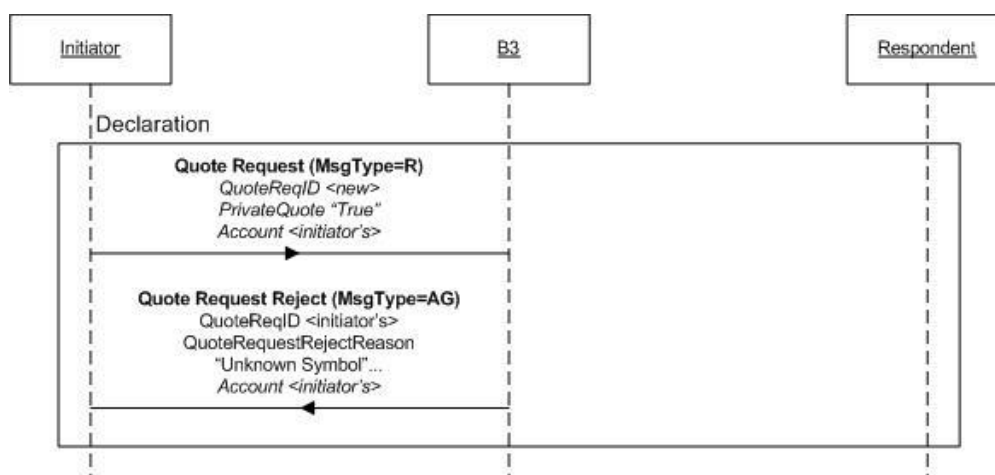 Initiator
B3
Respondent
Declaration
Quote Request (MsgType=R)
QuoteReqID <new>
PrivateQuote “True”
Account <initiator’s>
Quote Request Reject (MsgType=AG)
QuoteReqID <initiator’s>
QuoteRequestRejectReason
“Unknown Symbol”...
Account <initiator’s>